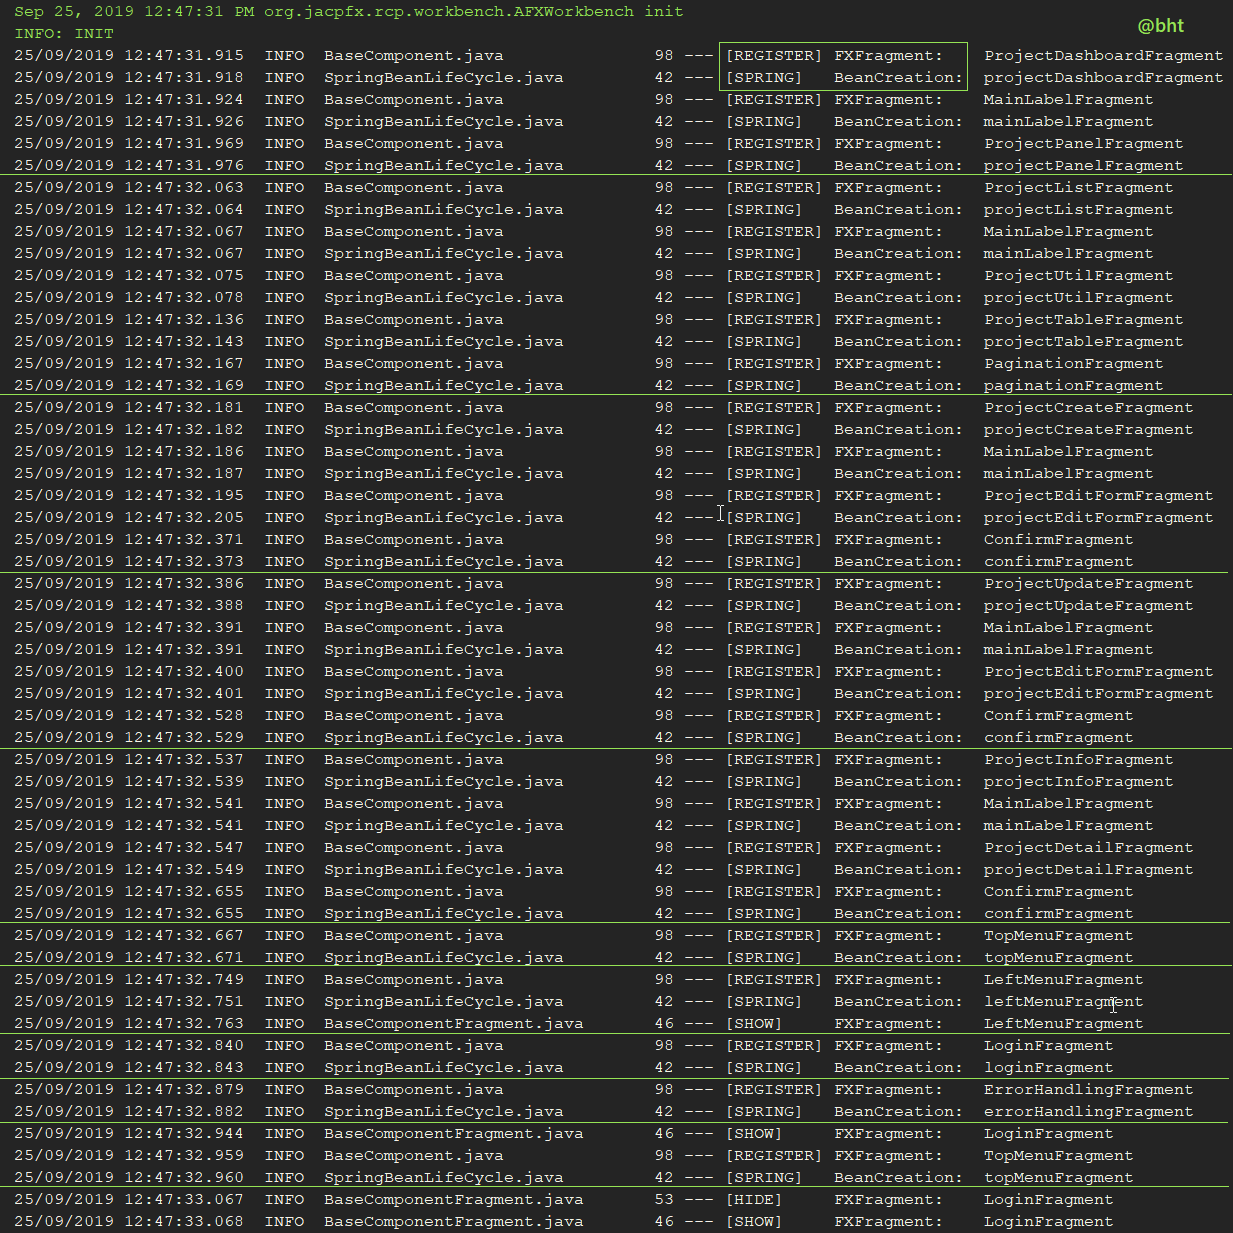 Sep 25, 2019 12:47:31 PM org.jacpfx.rcp.workbench.AFXWorkbench init
@bht
INFO: INIT
25/09/2019 12:47:31.915 INFO BaseComponent.java 98 --- [REGISTER] FXFragment: ProjectDashboardFragment
25/09/2019 12:47:31.918 INFO SpringBeanLifeCycle.java 42 --- [SPRING] BeanCreation: projectDashboardFragment
25/09/2019 12:47:31.924 INFO BaseComponent.java 98 --- [REGISTER] FXFragment: MainLabelFragment
25/09/2019 12:47:31.926 INFO SpringBeanLifeCycle.java 42 --- [SPRING] BeanCreation: mainLabelFragment
25/09/2019 12:47:31.969 INFO BaseComponent.java 98 --- [REGISTER] FXFragment: ProjectPanelFragment
25/09/2019 12:47:31.976 INFO SpringBeanLifeCycle.java 42 --- [SPRING] BeanCreation: projectPanelFragment
25/09/2019 12:47:32.063 INFO BaseComponent.java 98 --- [REGISTER] FXFragment: ProjectListFragment
25/09/2019 12:47:32.064 INFO SpringBeanLifeCycle.java 42 --- [SPRING] BeanCreation: projectListFragment
25/09/2019 12:47:32.067 INFO BaseComponent.java 98 --- [REGISTER] FXFragment: MainLabelFragment
25/09/2019 12:47:32.067 INFO SpringBeanLifeCycle.java 42 --- [SPRING] BeanCreation: mainLabelFragment
25/09/2019 12:47:32.075 INFO BaseComponent.java 98 --- [REGISTER] FXFragment: ProjectUtilFragment
25/09/2019 12:47:32.078 INFO SpringBeanLifeCycle.java 42 --- [SPRING] BeanCreation: projectUtilFragment
25/09/2019 12:47:32.136 INFO BaseComponent.java 98 --- [REGISTER] FXFragment: ProjectTableFragment
25/09/2019 12:47:32.143 INFO SpringBeanLifeCycle.java 42 --- [SPRING] BeanCreation: projectTableFragment
25/09/2019 12:47:32.167 INFO BaseComponent.java 98 --- [REGISTER] FXFragment: PaginationFragment
25/09/2019 12:47:32.169 INFO SpringBeanLifeCycle.java 42 --- [SPRING] BeanCreation: paginationFragment
25/09/2019 12:47:32.181 INFO BaseComponent.java 98 --- [REGISTER] FXFragment: ProjectCreateFragment
25/09/2019 12:47:32.182 INFO SpringBeanLifeCycle.java 42 --- [SPRING] BeanCreation: projectCreateFragment
25/09/2019 12:47:32.186 INFO BaseComponent.java 98 --- [REGISTER] FXFragment: MainLabelFragment
25/09/2019 12:47:32.187 INFO SpringBeanLifeCycle.java 42 --- [SPRING] BeanCreation: mainLabelFragment
25/09/2019 12:47:32.195 INFO BaseComponent.java 98 --- [REGISTER] FXFragment: ProjectEditFormFragment
25/09/2019 12:47:32.205 INFO SpringBeanLifeCycle.java 42 --- [SPRING] BeanCreation: projectEditFormFragment
25/09/2019 12:47:32.371 INFO BaseComponent.java 98 --- [REGISTER] FXFragment: ConfirmFragment
25/09/2019 12:47:32.373 INFO SpringBeanLifeCycle.java 42 --- [SPRING] BeanCreation: confirmFragment
25/09/2019 12:47:32.386 INFO BaseComponent.java 98 --- [REGISTER] FXFragment: ProjectUpdateFragment
25/09/2019 12:47:32.388 INFO SpringBeanLifeCycle.java 42 --- [SPRING] BeanCreation: projectUpdateFragment
25/09/2019 12:47:32.391 INFO BaseComponent.java 98 --- [REGISTER] FXFragment: MainLabelFragment
25/09/2019 12:47:32.391 INFO SpringBeanLifeCycle.java 42 --- [SPRING] BeanCreation: mainLabelFragment
25/09/2019 12:47:32.400 INFO BaseComponent.java 98 --- [REGISTER] FXFragment: ProjectEditFormFragment
25/09/2019 12:47:32.401 INFO SpringBeanLifeCycle.java 42 --- [SPRING] BeanCreation: projectEditFormFragment
25/09/2019 12:47:32.528 INFO BaseComponent.java 98 --- [REGISTER] FXFragment: ConfirmFragment
25/09/2019 12:47:32.529 INFO SpringBeanLifeCycle.java 42 --- [SPRING] BeanCreation: confirmFragment
25/09/2019 12:47:32.537 INFO BaseComponent.java 98 --- [REGISTER] FXFragment: ProjectInfoFragment
25/09/2019 12:47:32.539 INFO SpringBeanLifeCycle.java 42 --- [SPRING] BeanCreation: projectInfoFragment
25/09/2019 12:47:32.541 INFO BaseComponent.java 98 --- [REGISTER] FXFragment: MainLabelFragment
25/09/2019 12:47:32.541 INFO SpringBeanLifeCycle.java 42 --- [SPRING] BeanCreation: mainLabelFragment
25/09/2019 12:47:32.547 INFO BaseComponent.java 98 --- [REGISTER] FXFragment: ProjectDetailFragment
25/09/2019 12:47:32.549 INFO SpringBeanLifeCycle.java 42 --- [SPRING] BeanCreation: projectDetailFragment
25/09/2019 12:47:32.655 INFO BaseComponent.java 98 --- [REGISTER] FXFragment: ConfirmFragment
25/09/2019 12:47:32.655 INFO SpringBeanLifeCycle.java 42 --- [SPRING] BeanCreation: confirmFragment
25/09/2019 12:47:32.667 INFO BaseComponent.java 98 --- [REGISTER] FXFragment: TopMenuFragment
25/09/2019 12:47:32.671 INFO SpringBeanLifeCycle.java 42 --- [SPRING] BeanCreation: topMenuFragment
25/09/2019 12:47:32.749 INFO BaseComponent.java 98 --- [REGISTER] FXFragment: LeftMenuFragment
25/09/2019 12:47:32.751 INFO SpringBeanLifeCycle.java 42 --- [SPRING] BeanCreation: leftMenuFragment
25/09/2019 12:47:32.763 INFO BaseComponentFragment.java 46 --- [SHOW] FXFragment: LeftMenuFragment
25/09/2019 12:47:32.840 INFO BaseComponent.java 98 --- [REGISTER] FXFragment: LoginFragment
25/09/2019 12:47:32.843 INFO SpringBeanLifeCycle.java 42 --- [SPRING] BeanCreation: loginFragment
25/09/2019 12:47:32.879 INFO BaseComponent.java 98 --- [REGISTER] FXFragment: ErrorHandlingFragment
25/09/2019 12:47:32.882 INFO SpringBeanLifeCycle.java 42 --- [SPRING] BeanCreation: errorHandlingFragment
25/09/2019 12:47:32.944 INFO BaseComponentFragment.java 46 --- [SHOW] FXFragment: LoginFragment
25/09/2019 12:47:32.959 INFO BaseComponent.java 98 --- [REGISTER] FXFragment: TopMenuFragment
25/09/2019 12:47:32.960 INFO SpringBeanLifeCycle.java 42 --- [SPRING] BeanCreation: topMenuFragment
25/09/2019 12:47:33.067 INFO BaseComponentFragment.java 53 --- [HIDE] FXFragment: LoginFragment
25/09/2019 12:47:33.068 INFO BaseComponentFragment.java 46 --- [SHOW] FXFragment: LoginFragment